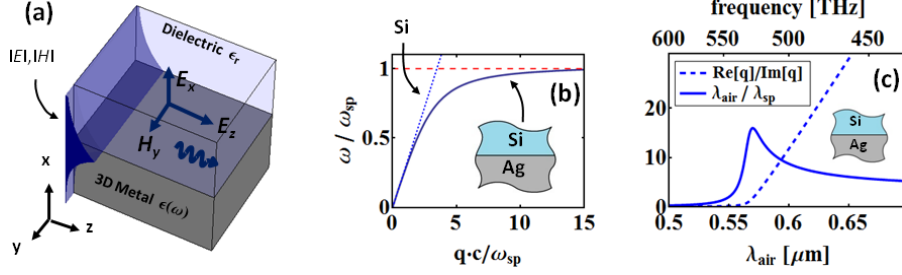 (a)
Dielectric ϵr
|E|,|H|
Ex
Ez
Hy
3D Metal ϵ(ω)
x
y
z
Si
(b)
1
0.5
0
ω / ωsp
Si
Ag
0 5 10 15
q·c/ωsp
frequency [THz]
600 550 500 450
Re[q]/Im[q]
λair / λsp
(c)
20
10
0
Si
Ag
0.5 0.55 0.6 0.65
λair [μm]